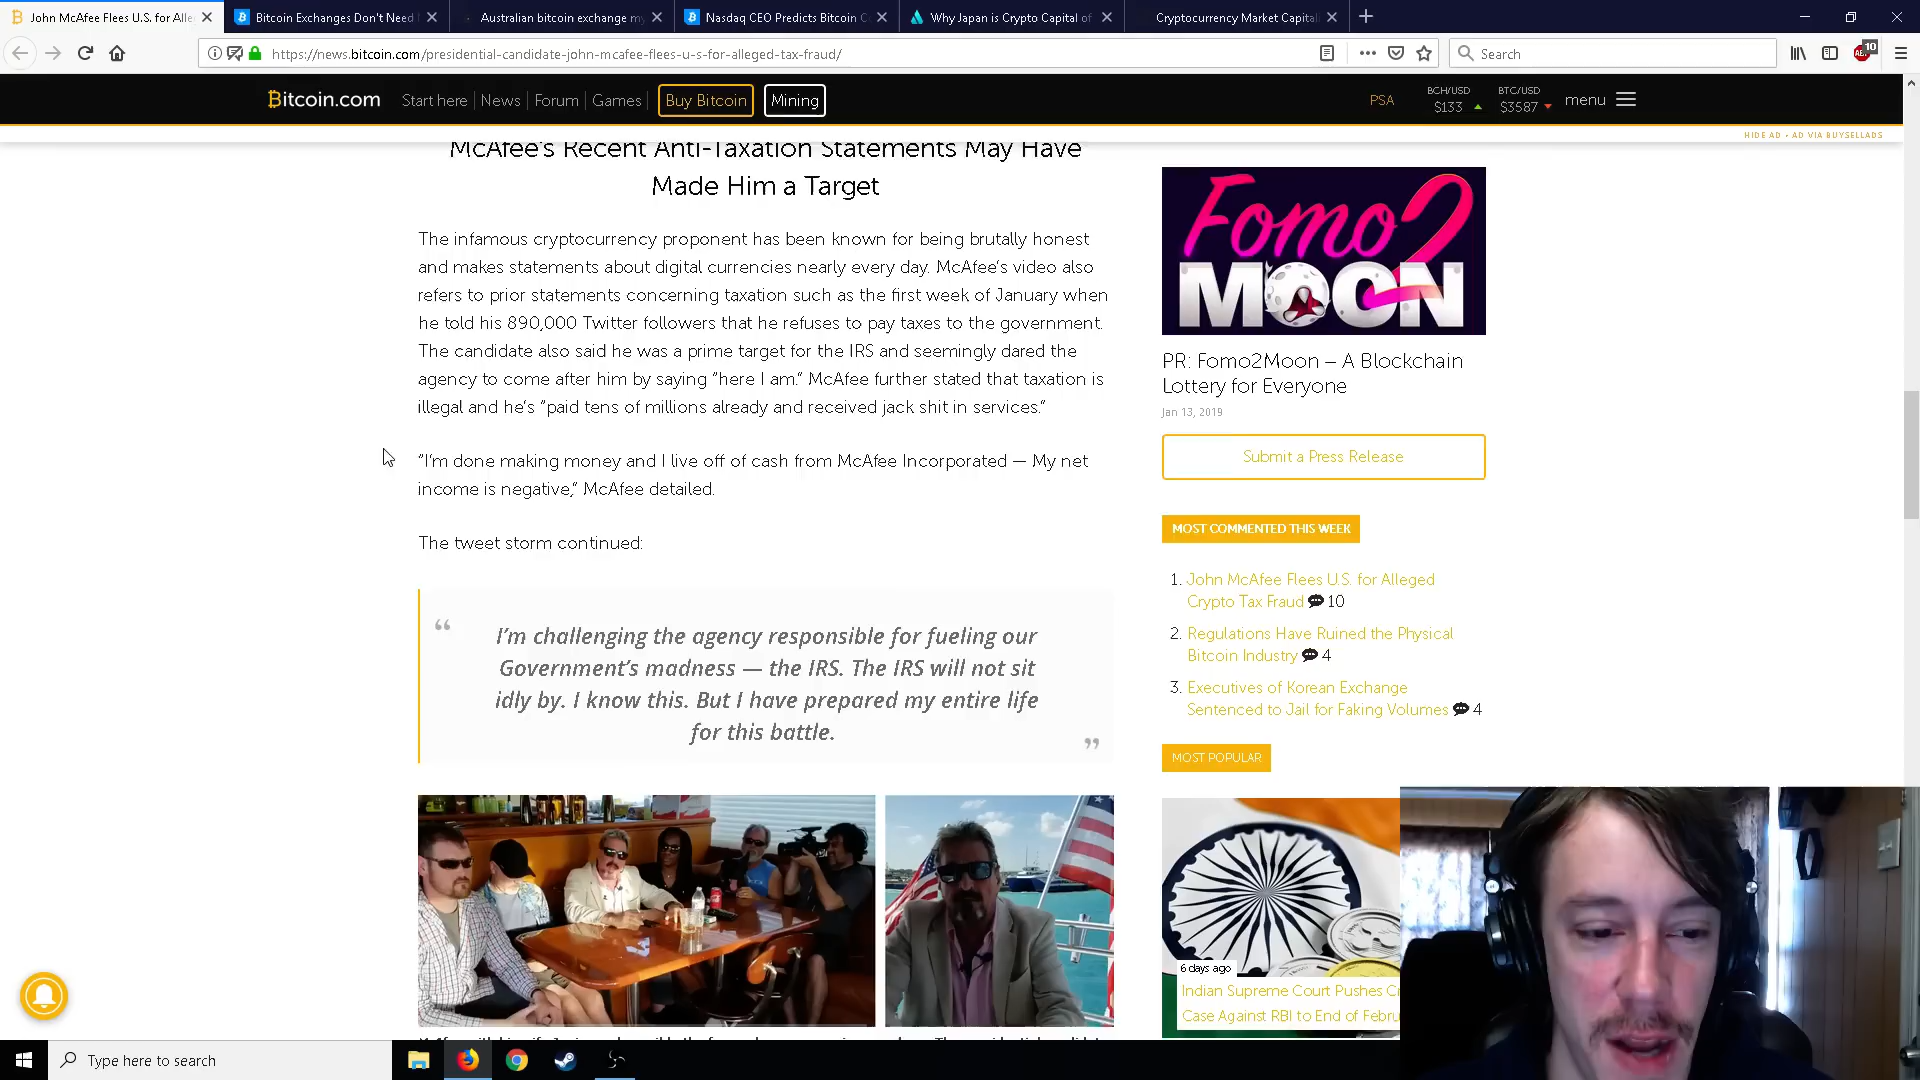 John McAfee Flees U.S. for Alle
Bitcoin Exchanges Don't Need
Australian bitcoin exchange my
Nasdaq CEO Predicts Bitcoin C
Why Japan is Crypto Capital of
Cryptocurrency Market Capital
https://news.bitcoin.com/presidential-candidate-john-mcafee-flees-u-s-for-alleged-tax-fraud/
Search
10
Bitcoin.com
Start here
News
Forum
Games
Buy Bitcoin
Mining
PSA
BCH/USD
$133
BTC/USD
$3587
menu
HIDE AD • AD VIA BUYSELLADS
McAfee's Recent Anti-Taxation Statements May Have
Made Him a Target
The infamous cryptocurrency proponent has been known for being brutally honest
and makes statements about digital currencies nearly every day. McAfee's video also
refers to prior statements concerning taxation such as the first week of January when
he told his 890,000 Twitter followers that he refuses to pay taxes to the government.
The candidate also said he was a prime target for the IRS and seemingly dared the
agency to come after him by saying "here I am." McAfee further stated that taxation is
illegal and he's "paid tens of millions already and received jack shit in services."
"I'm done making money and I live off of cash from McAfee Incorporated — My net
income is negative," McAfee detailed.
The tweet storm continued:
“
I'm challenging the agency responsible for fueling our
Government's madness — the IRS. The IRS will not sit
idly by. I know this. But I have prepared my entire life
for this battle.
”
Fomo2
MOON
PR: Fomo2Moon – A Blockchain
Lottery for Everyone
Jan 13, 2019
Submit a Press Release
MOST COMMENTED THIS WEEK
1. John McAfee Flees U.S. for Alleged
Crypto Tax Fraud 10
2. Regulations Have Ruined the Physical
Bitcoin Industry 4
3. Executives of Korean Exchange
Sentenced to Jail for Faking Volumes 4
MOST POPULAR
6 days ago
Indian Supreme Court Pushes Cr
Case Against RBI to End of Febru
Type here to search